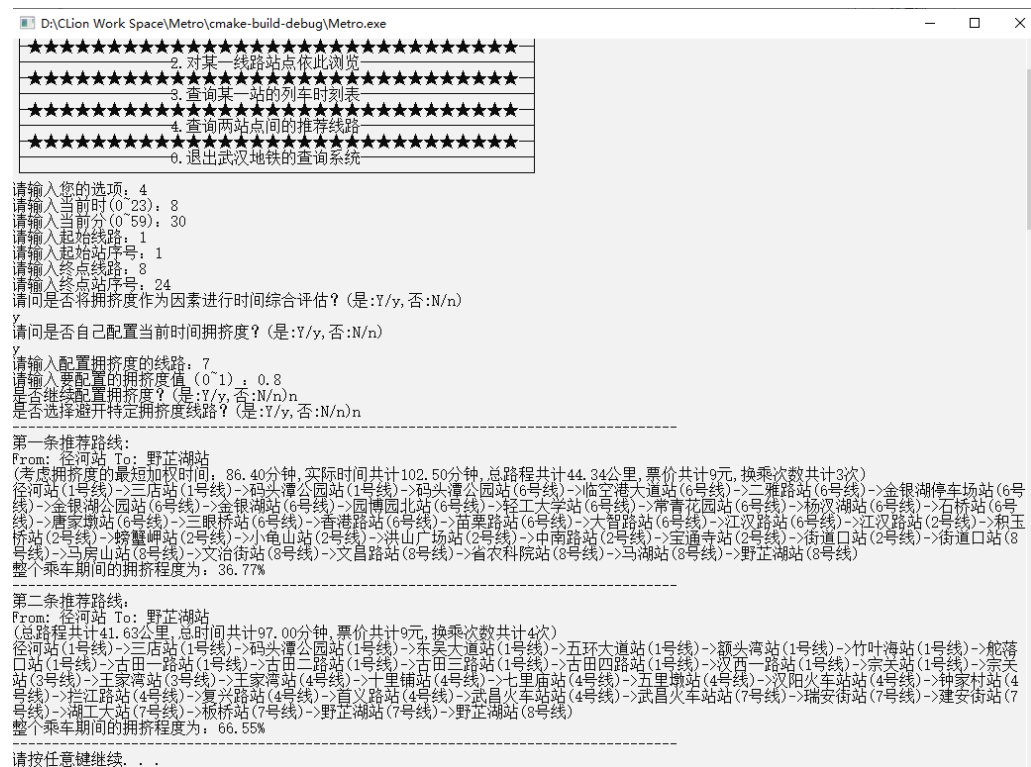 D:\CLion Work Space\Metro\cmake-build-debug\Metro.exe
★★★★★★★★★★★★★★★★★★★★★★★★★★★★★★★
2.对某一线路站点依此浏览
★★★★★★★★★★★★★★★★★★★★★★★★★★★★★★★
3.查询某一站的列车时刻表
★★★★★★★★★★★★★★★★★★★★★★★★★★★★★★★
4.查询两站点间的推荐线路
★★★★★★★★★★★★★★★★★★★★★★★★★★★★★★★
0.退出武汉地铁的查询系统
请输入您的选项: 4
请输入当前时(0~23): 8
请输入当前分(0~59): 30
请输入起始线路: 1
请输入起始站序号: 1
请输入终点线路: 8
请输入终点站序号: 24
请问是否将拥挤度作为因素进行时间综合评估? (是:Y/y,否:N/n)
y
请问是否自己配置当前时间拥挤度? (是:Y/y,否:N/n)
y
请输入配置拥挤度的线路: 7
请输入要配置的拥挤度值 (0~1) : 0.8
是否继续配置拥挤度? (是:Y/y,否:N/n)n
是否选择避开特定拥挤度线路? (是:Y/y,否:N/n)n
-------------------------------------------------------------------------------------
第一条推荐路线:
From: 径河站 To: 野芷湖站
(考虑拥挤度的最短加权时间: 86.40分钟,实际时间共计102.50分钟,总路程共计44.34公里,票价共计9元,换乘次数共计3次)
径河站(1号线)->三店站(1号线)->码头潭公园站(1号线)->码头潭公园站(6号线)->临空港大道站(6号线)->二雅路站(6号线)->金银湖停车场站(6号
线)->金银湖公园站(6号线)->金银湖站(6号线)->园博园北站(6号线)->轻工大学站(6号线)->常青花园站(6号线)->杨汊湖站(6号线)->石桥站(6号
线)->唐家墩站(6号线)->三眼桥站(6号线)->香港路站(6号线)->苗栗路站(6号线)->大智路站(6号线)->江汉路站(6号线)->江汉路站(2号线)->积玉
桥站(2号线)->螃蟹岬站(2号线)->小龟山站(2号线)->洪山广场站(2号线)->中南路站(2号线)->宝通寺站(2号线)->街道口站(2号线)->街道口站(8
号线)->马房山站(8号线)->文治街站(8号线)->文昌路站(8号线)->省农科院站(8号线)->马湖站(8号线)->野芷湖站(8号线)
整个乘车期间的拥挤程度为: 36.77%
-------------------------------------------------------------------------------------
第二条推荐路线:
From: 径河站 To: 野芷湖站
(总路程共计41.63公里,总时间共计97.00分钟,票价共计9元,换乘次数共计4次)
径河站(1号线)->三店站(1号线)->码头潭公园站(1号线)->东吴大道站(1号线)->五环大道站(1号线)->额头湾站(1号线)->竹叶海站(1号线)->舵落
口站(1号线)->古田一路站(1号线)->古田二路站(1号线)->古田三路站(1号线)->古田四路站(1号线)->汉西一路站(1号线)->宗关站(1号线)->宗关
站(3号线)->王家湾站(3号线)->王家湾站(4号线)->十里铺站(4号线)->七里庙站(4号线)->五里墩站(4号线)->汉阳火车站站(4号线)->钟家村站(4
号线)->拦江路站(4号线)->复兴路站(4号线)->首义路站(4号线)->武昌火车站站(4号线)->武昌火车站站(7号线)->瑞安街站(7号线)->建安街站(7
号线)->湖工大站(7号线)->板桥站(7号线)->野芷湖站(7号线)->野芷湖站(8号线)
整个乘车期间的拥挤程度为: 66.55%
-------------------------------------------------------------------------------------
请按任意键继续. . .